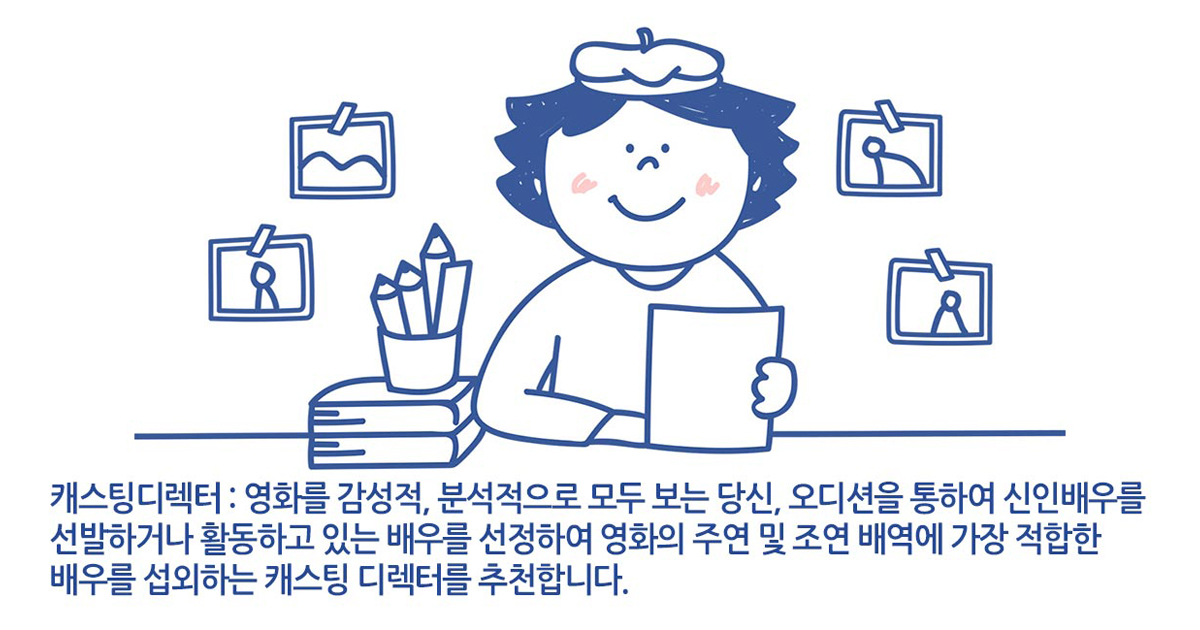 캐스팅디렉터 : 영화를 감성적, 분석적으로 모두 보는 당신, 오디션을 통하여 신인배우를
선발하거나 활동하고 있는 배우를 선정하여 영화의 주연 및 조연 배역에 가장 적합한
배우를 섭외하는 캐스팅 디렉터를 추천합니다.